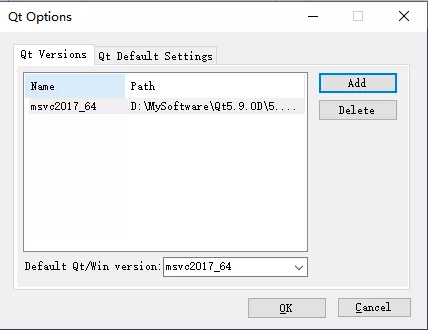 Qt Options
Qt Versions Qt Default Settings
Name Path
msvc2017_64 D:\MySoftware\Qt5.9.0D\5....
Add
Delete
Default Qt/Win version: msvc2017_64
OK Cancel